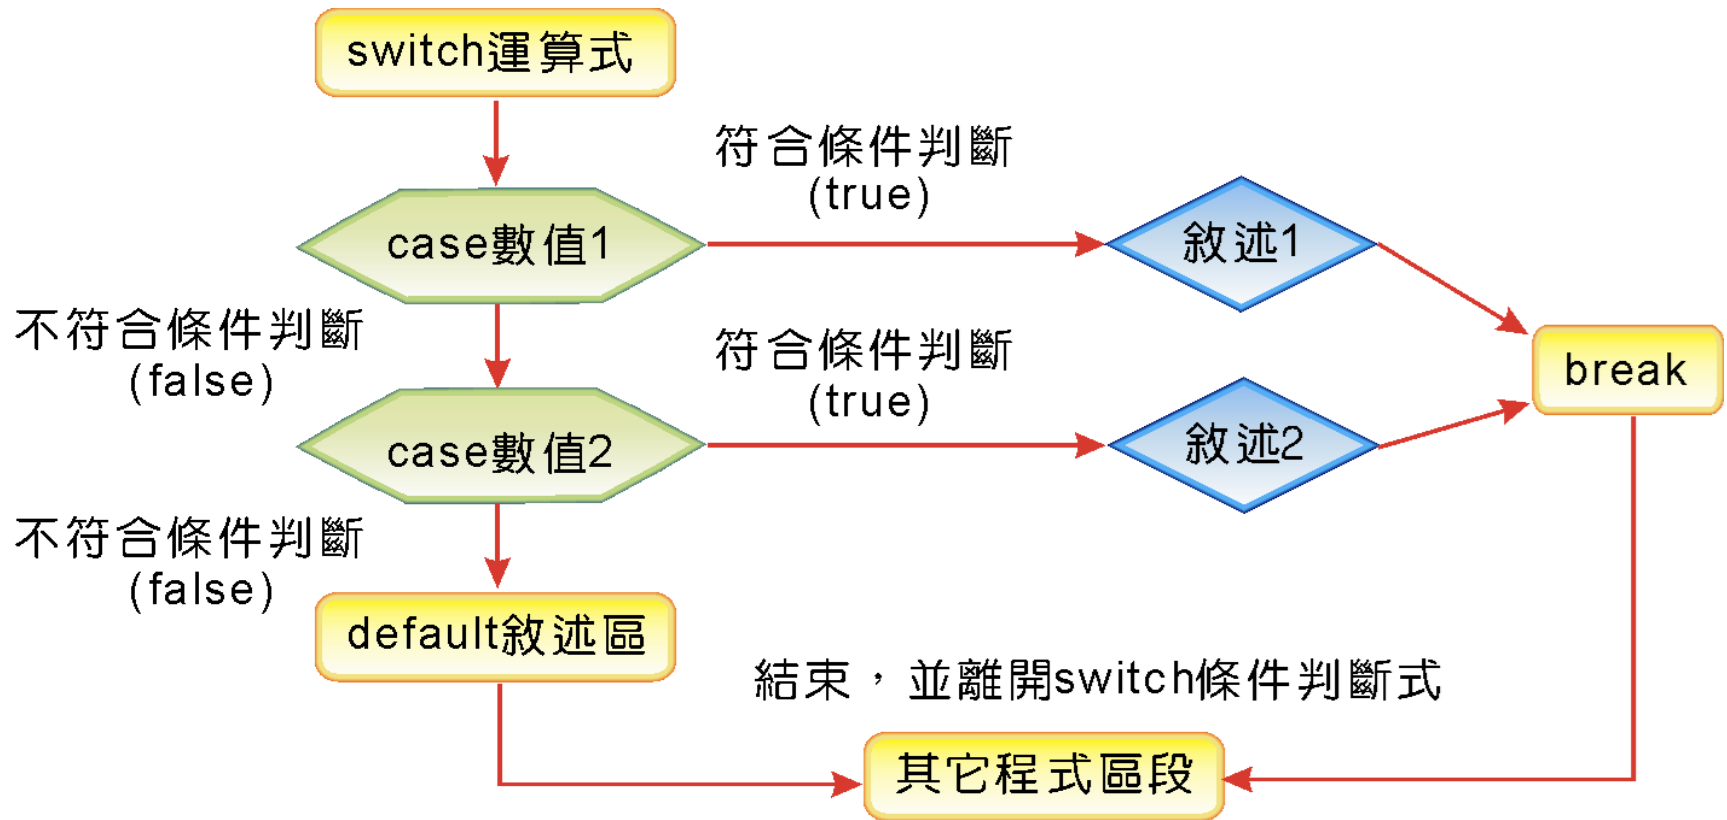 switch運算式
符合條件判斷
(true)
case數值1
敘述1
不符合條件判斷
(false)
符合條件判斷
(true)
break
case數值2
敘述2
不符合條件判斷
(false)
default敘述區
結束，並離開switch條件判斷式
其它程式區段